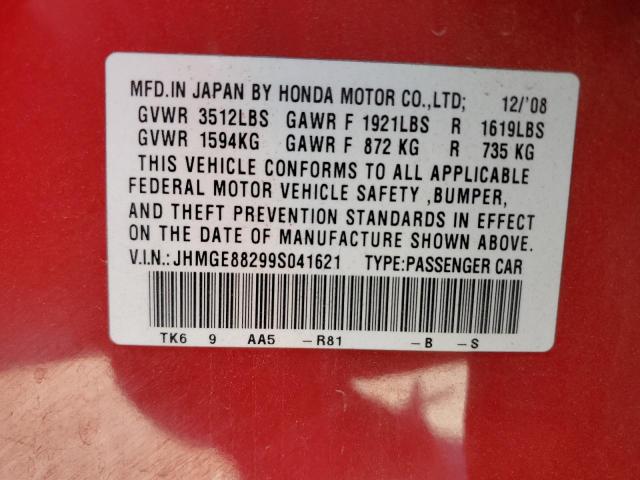 MFD.IN JAPAN BY HONDA MOTOR CO.,LTD; 12/'08
GVWR 3512LBS GAWR F 1921LBS R 1619LBS
GVWR 1594KG GAWR F 872 KG R 735 KG
THIS VEHICLE CONFORMS TO ALL APPLICABLE
FEDERAL MOTOR VEHICLE SAFETY ,BUMPER,
AND THEFT PREVENTION STANDARDS IN EFFECT
ON THE DATE OF MANUFACTURE SHOWN ABOVE.
V.I.N.:JHMGE88299S041621 TYPE:PASSENGER CAR
TK6 9 AA5 -R81 -B -S